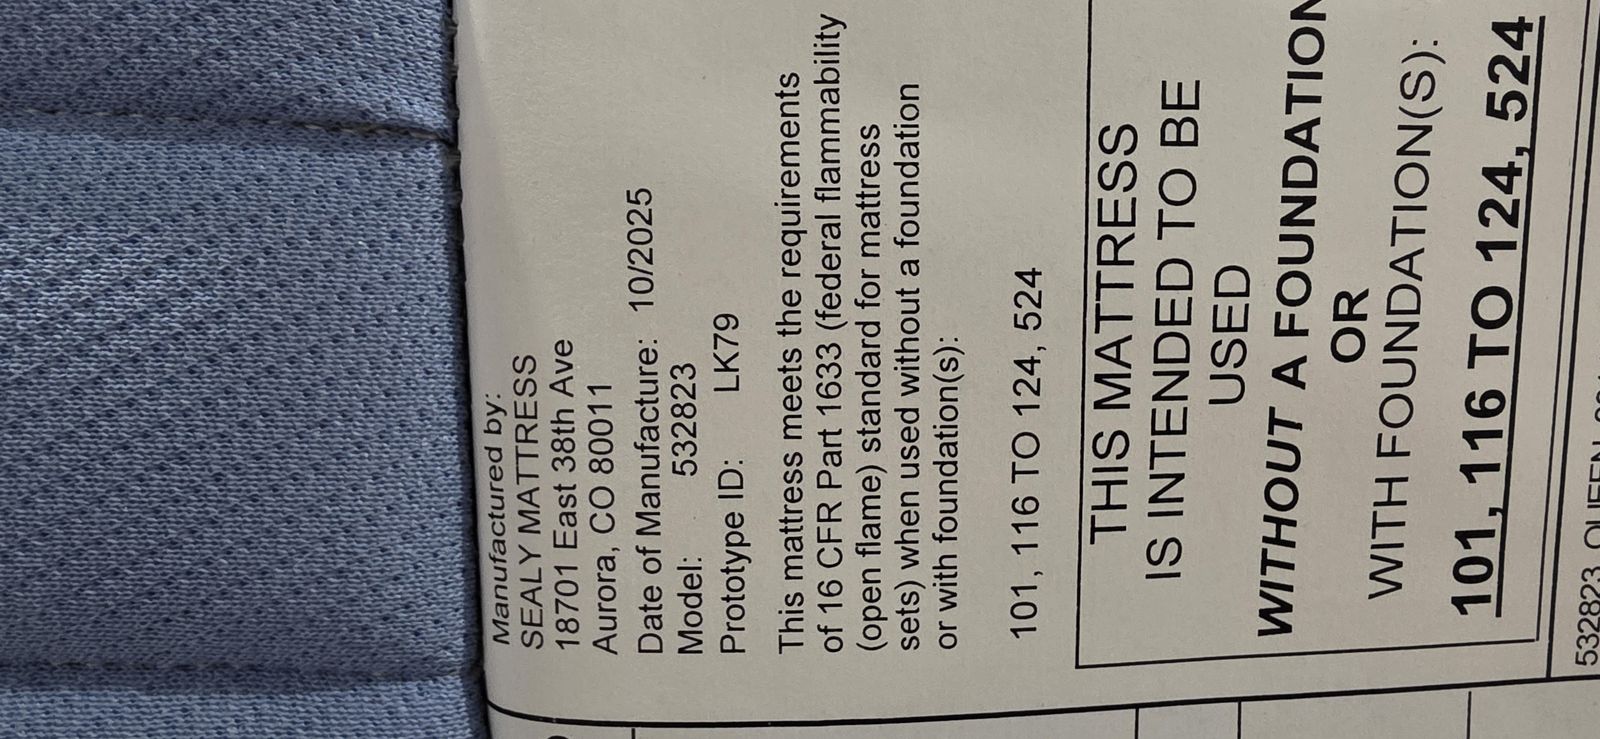 Manufactured by:
SEALY MATTRESS
18701 East 38th Ave
Aurora, CO 80011
Date of Manufacture: 10/2025
Model: 532823
Prototype ID: LK79
This mattress meets the requirements
of 16 CFR Part 1633 (federal flammability
(open flame) standard for mattress
sets) when used without a foundation
or with foundation(s):
101, 116 TO 124, 524
THIS MATTRESS
IS INTENDED TO BE
USED
WITHOUT A FOUNDATION
OR
WITH FOUNDATION(S):
101, 116 TO 124, 524
532823 QUEEN